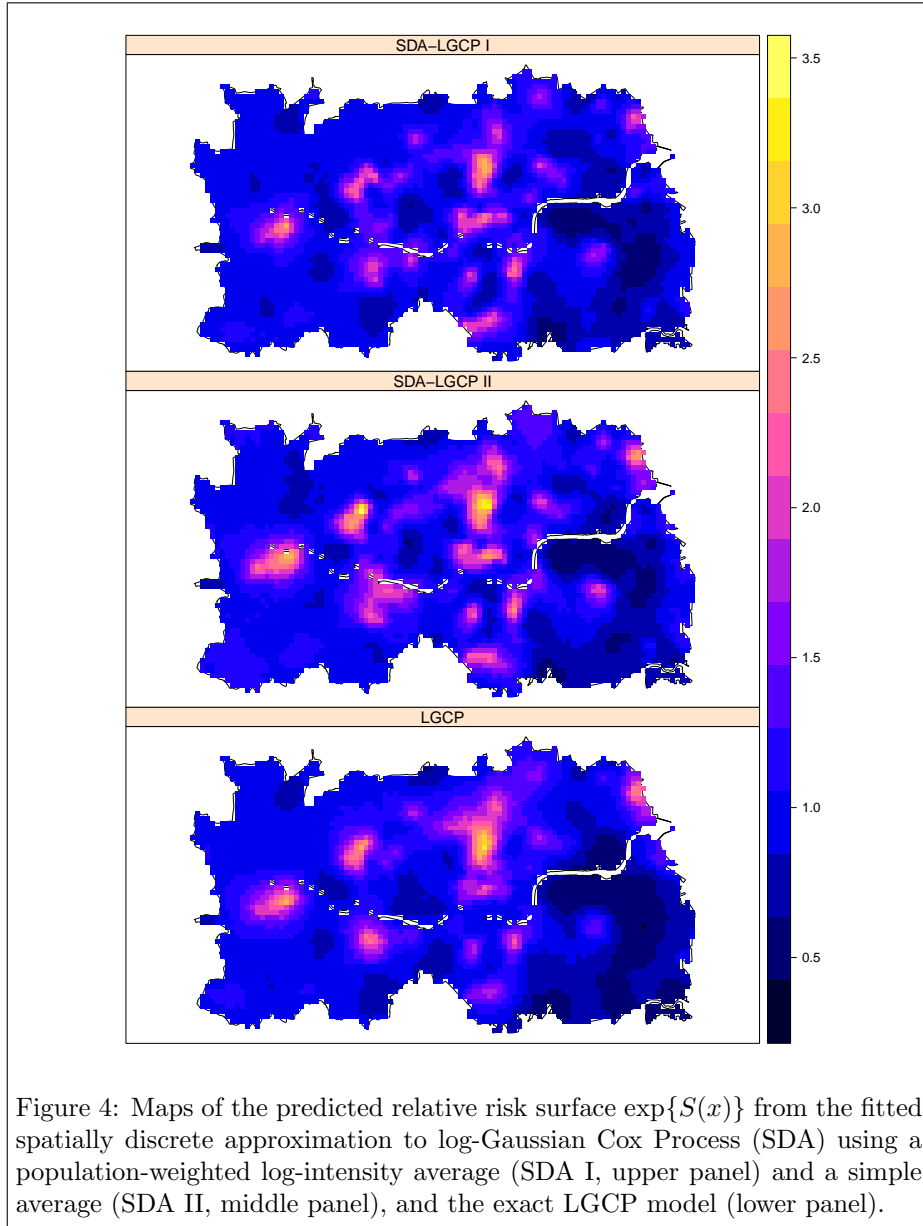 SDA−LGCP I
3.5
3.0
2.5
2.0
1.5
1.0
0.5
SDA−LGCP II
LGCP
Figure 4: Maps of the predicted relative risk surface exp{S(x)} from the fitted
spatially discrete approximation to log-Gaussian Cox Process (SDA) using a
population-weighted log-intensity average (SDA I, upper panel) and a simple
average (SDA II, middle panel), and the exact LGCP model (lower panel).